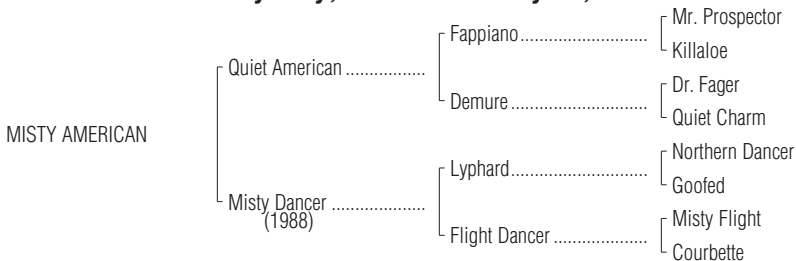 Mr. Prospector
Fappiano...........................
Killaloe
Quiet American .................
Dr. Fager
Demure.............................
Quiet Charm
MISTY AMERICAN
Northern Dancer
Lyphard.............................
Goofed
Misty Dancer ....................
(1988)
Misty Flight
Flight Dancer ....................
Courbette